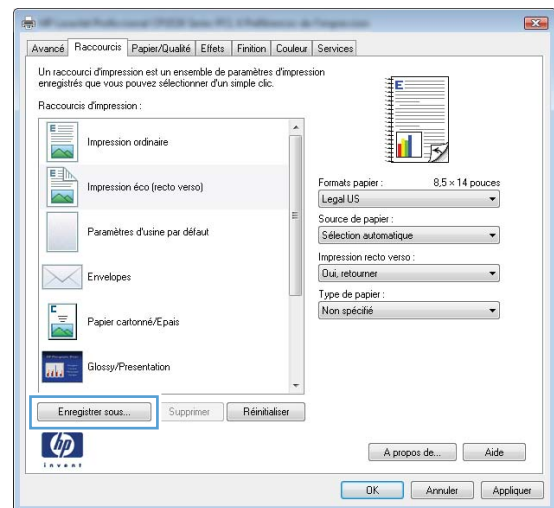 Avancé Raccourcis Papier/Qualité Effets Finition Couleur Services
Un raccourci d'impression est un ensemble de paramètres d'impression
enregistrés que vous pouvez sélectionner d'un simple clic.
Raccourcis d'impression :
Impression ordinaire
Impression éco (recto verso)
Paramètres d'usine par défaut
Envelopes
Papier cartonné/Epais
Glossy/Presentation
Enregistrer sous... Supprimer Réinitialiser
E
Formats papier : 8,5 × 14 pouces
Legal US
Source de papier :
Sélection automatique
Impression recto verso :
Oui, retourner
Type de papier :
Non spécifié
hp
invent
A propos de... Aide
OK Annuler Appliquer